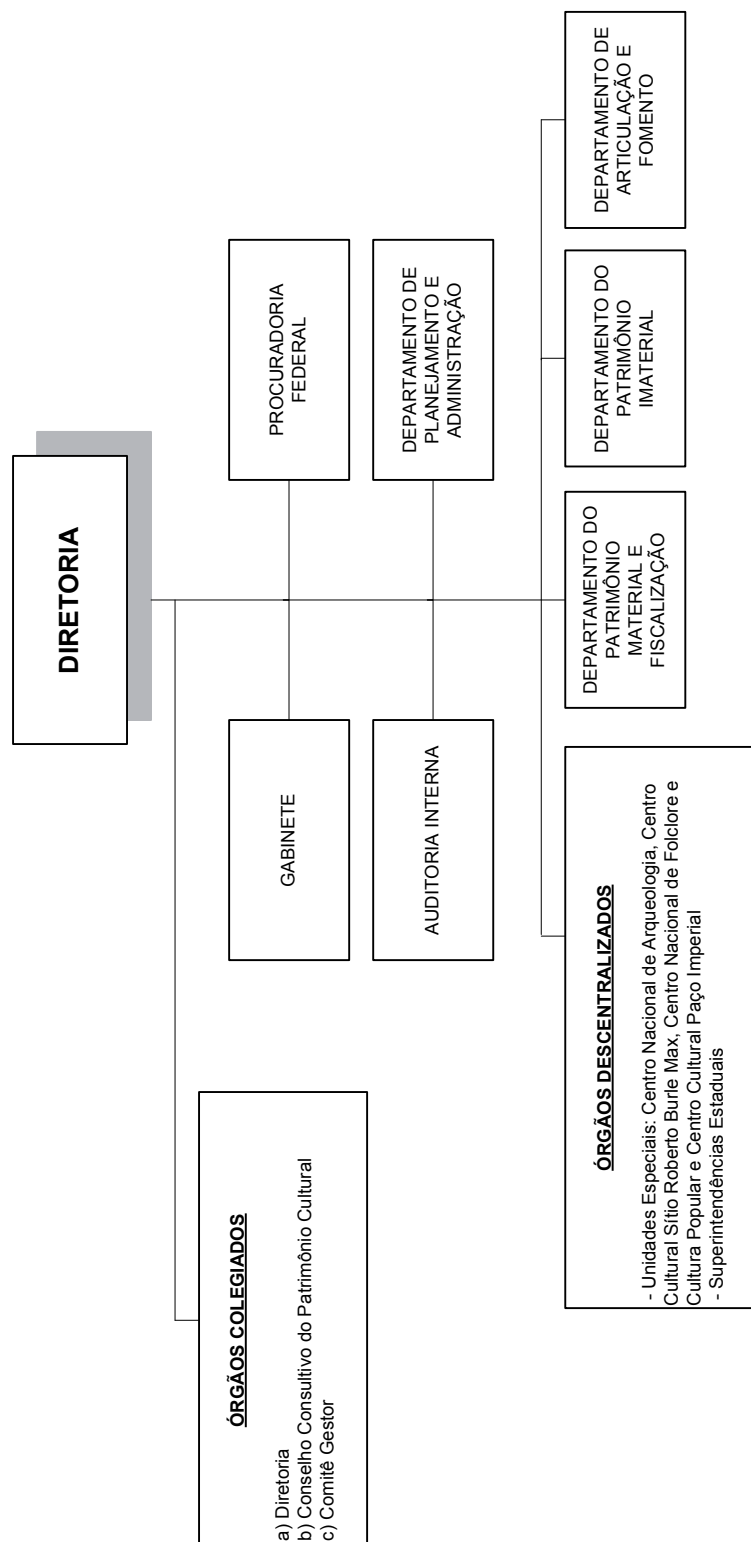 DIRETORIA
ÓRGÃOS COLEGIADOS
a) Diretoria
b) Conselho Consultivo do Patrimônio Cultural
c) Comitê Gestor
GABINETE
PROCURADORIA
FEDERAL
AUDITORIA INTERNA
DEPARTAMENTO DE
PLANEJAMENTO E
ADMINISTRAÇÃO
ÓRGÃOS DESCENTRALIZADOS
- Unidades Especiais: Centro Nacional de Arqueologia, Centro
Cultural Sítio Roberto Burle Max, Centro Nacional de Folclore e
Cultura Popular e Centro Cultural Paço Imperial
- Superintendências Estaduais
DEPARTAMENTO DO
PATRIMÔNIO
MATERIAL E
FISCALIZAÇÃO
DEPARTAMENTO DO
PATRIMÔNIO
IMATERIAL
DEPARTAMENTO DE
ARTICULAÇÃO E
FOMENTO